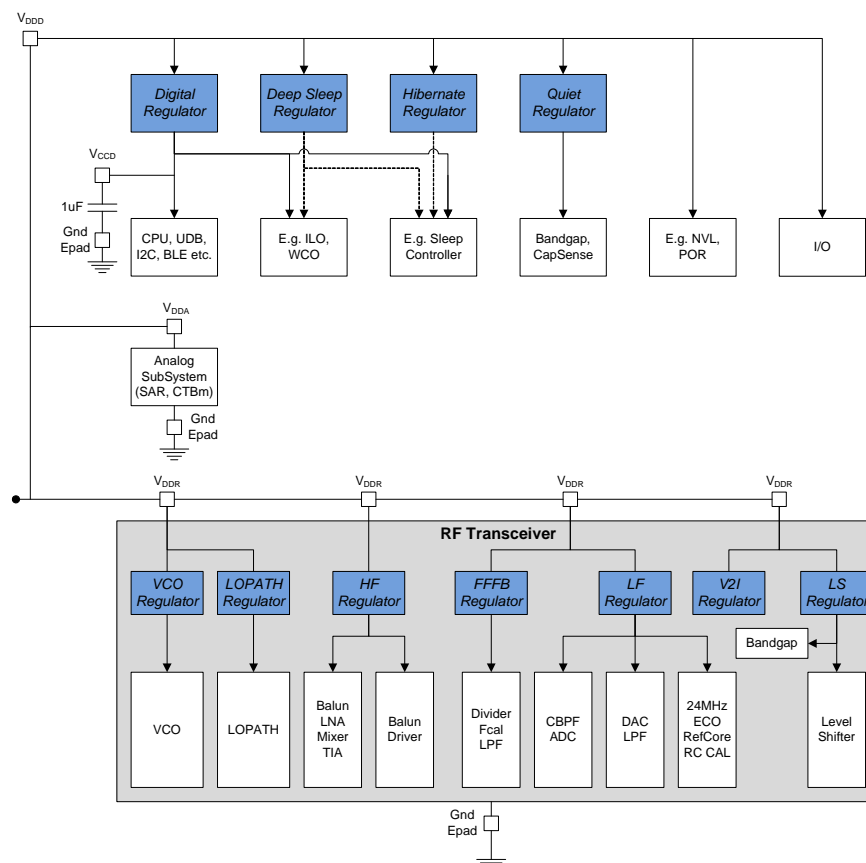 VDDD
Digital Regulator
Deep Sleep Regulator
Hibernate Regulator
Quiet Regulator
VCCD
1uF
Gnd
Epad
CPU, UDB,
I2C, BLE etc.
E.g. ILO,
WCO
E.g. Sleep
Controller
Bandgap,
CapSense
E.g. NVL,
POR
I/O
VDDA
Analog
SubSystem
(SAR, CTBm)
Gnd
Epad
VDDR
VDDR
VDDR
VDDR
RF Transceiver
VCO
Regulator
LOPATH
Regulator
HF
Regulator
FFFB
Regulator
LF
Regulator
V2I
Regulator
LS
Regulator
Bandgap
VCO
LOPATH
Balun
LNA
Mixer
TIA
Balun
Driver
Divider
Fcal
LPF
CBPF
ADC
DAC
LPF
24MHz
ECO
RefCore
RC CAL
Level
Shifter
Gnd
Epad